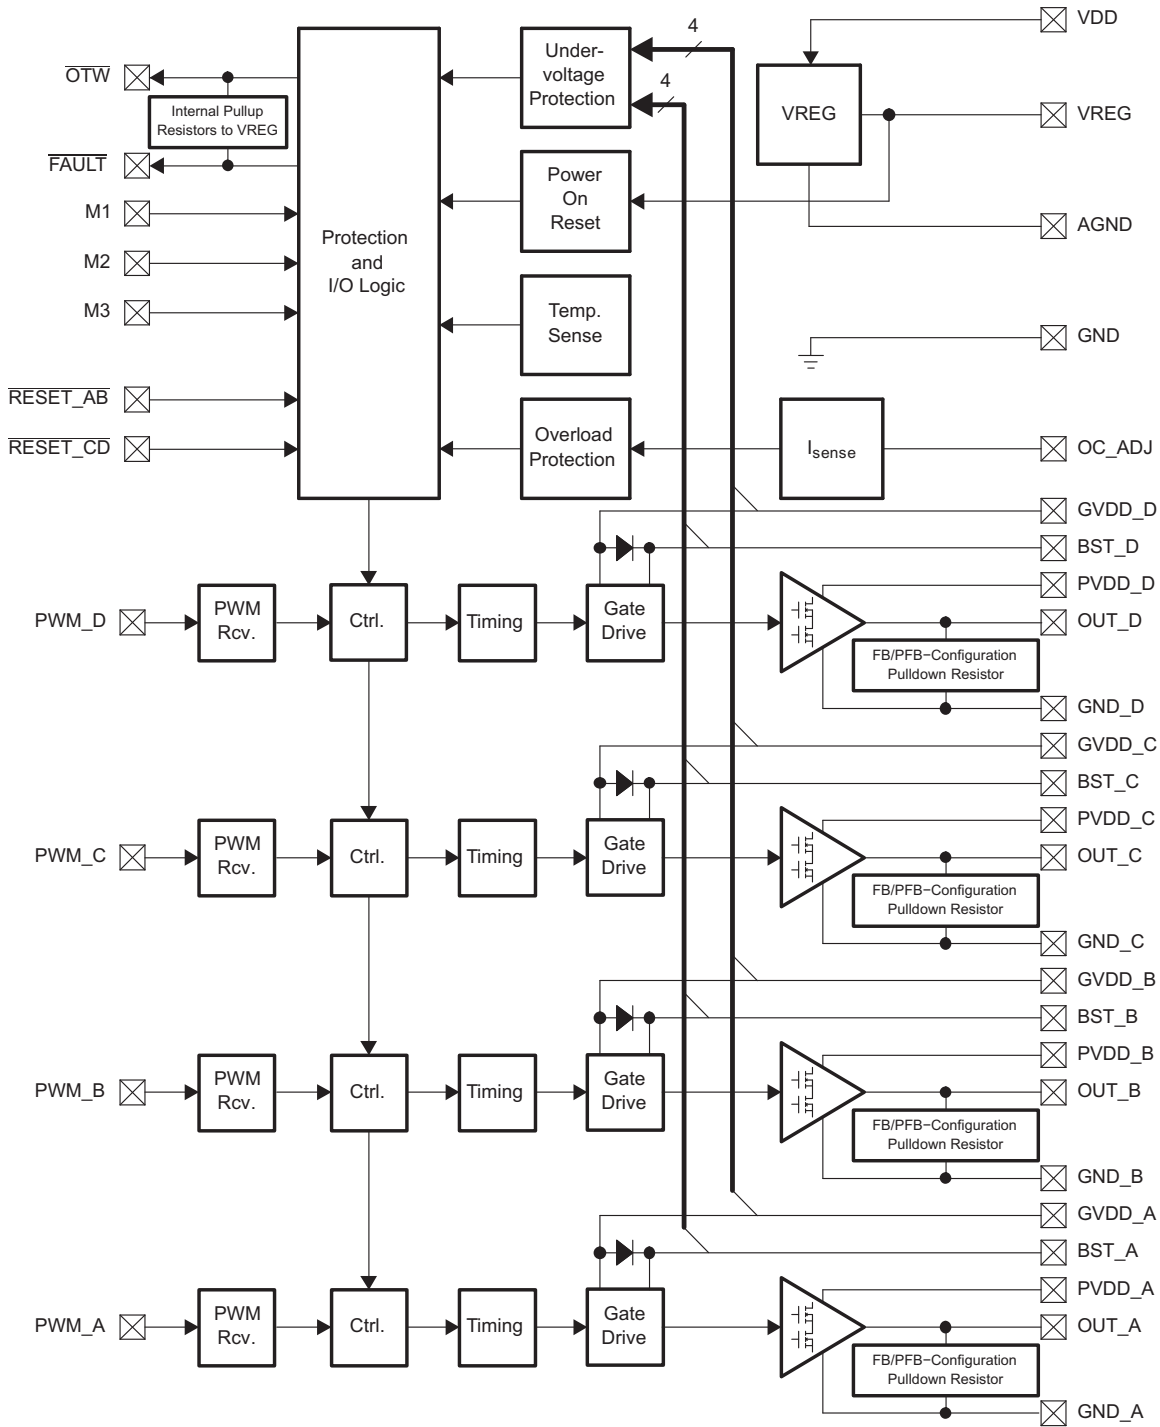 4
VDD
OTW
Under-
voltage
Protection
4
Internal Pullup
Resistors to VREG
VREG
VREG
FAULT
Power
On
Reset
M1
AGND
Protection
and
I/O Logic
M2
M3
Temp.
Sense
GND
RESET_AB
RESET_CD
Overload
Protection
Isense
OC_ADJ
GVDD_D
BST_D
PVDD_D
PWM_D
PWM
Rcv.
Ctrl.
Timing
Gate
Drive
OUT_D
FB/PFB−Configuration
Pulldown Resistor
GND_D
GVDD_C
BST_C
PVDD_C
PWM_C
PWM
Rcv.
Ctrl.
Timing
Gate
Drive
OUT_C
FB/PFB−Configuration
Pulldown Resistor
GND_C
GVDD_B
BST_B
PVDD_B
PWM_B
PWM
Rcv.
Ctrl.
Timing
Gate
Drive
OUT_B
FB/PFB−Configuration
Pulldown Resistor
GND_B
GVDD_A
BST_A
PVDD_A
PWM_A
PWM
Rcv.
Ctrl.
Timing
Gate
Drive
OUT_A
FB/PFB−Configuration
Pulldown Resistor
GND_A